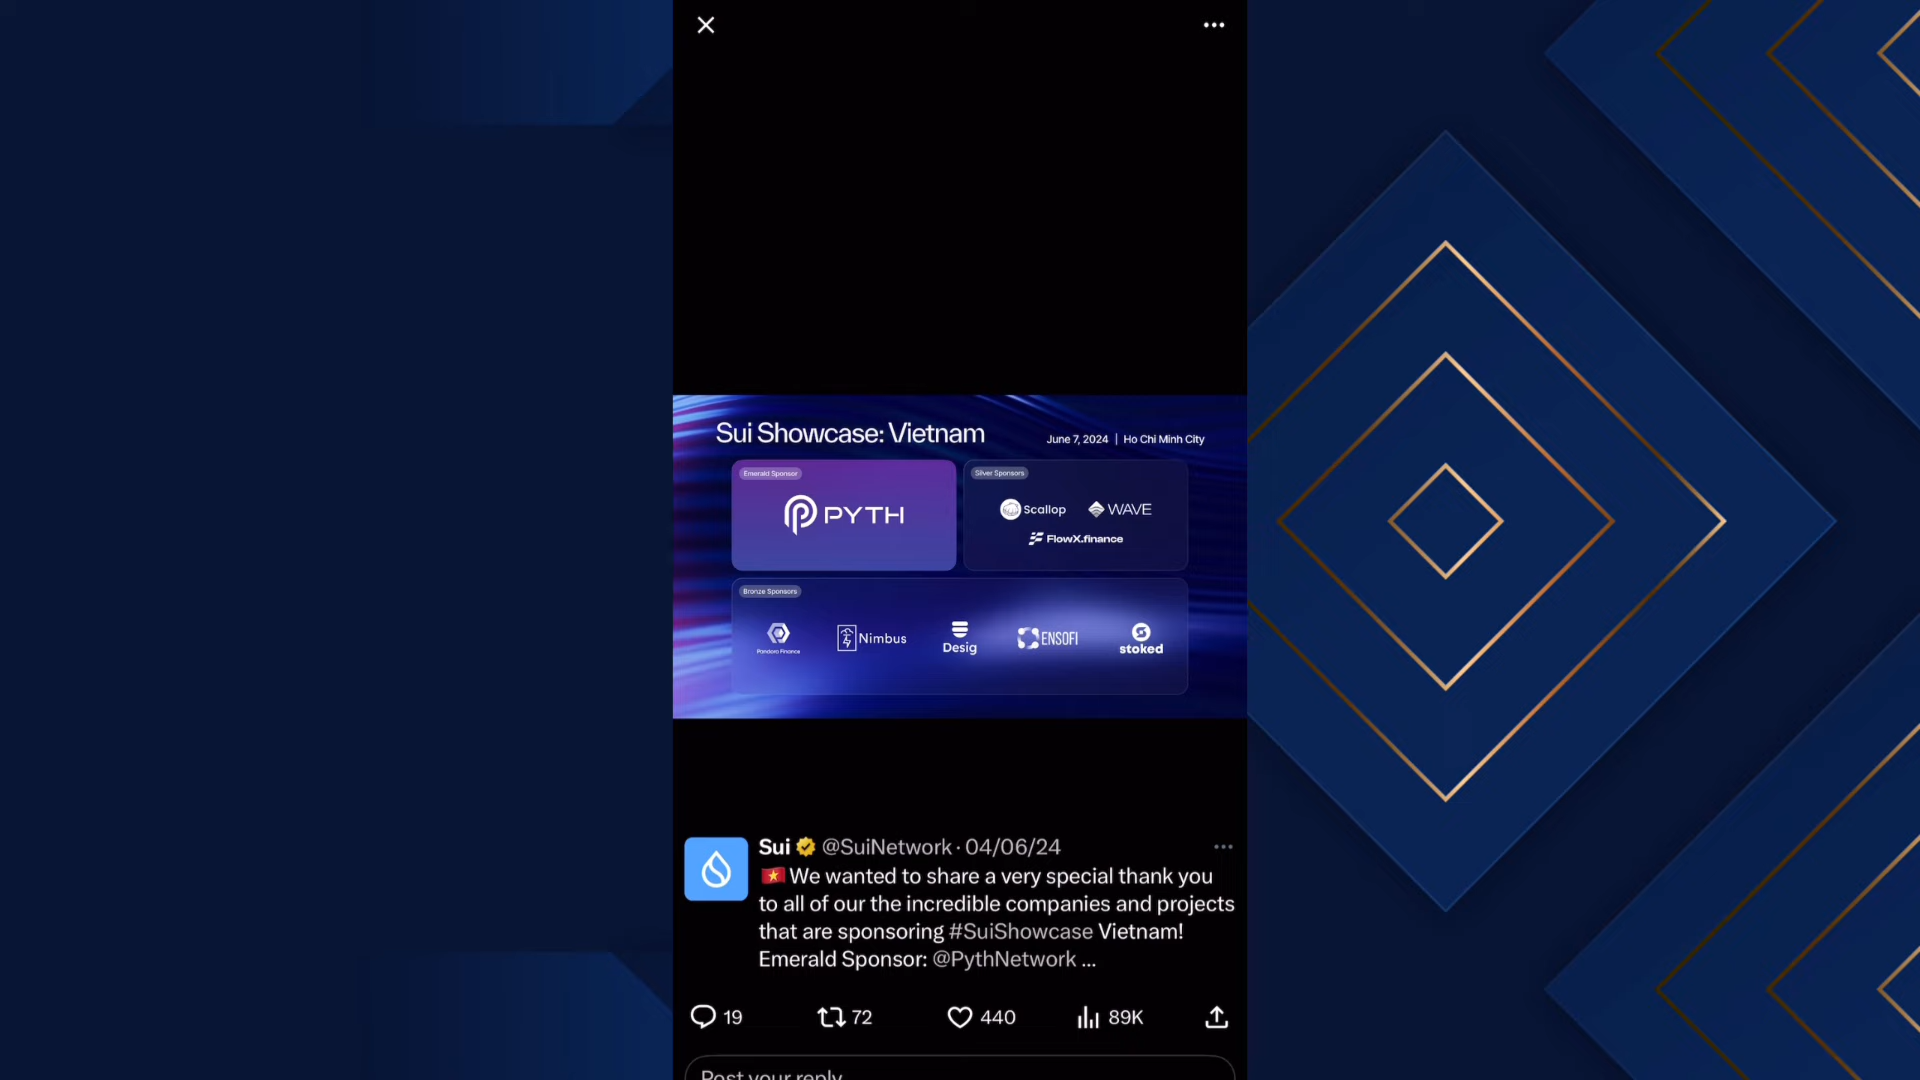 Sui Showcase: Vietnam
June 7, 2024 | Ho Chi Minh City
Emerald Sponsor
PYTH
Silver Sponsors
Scallop WAVE
FlowX.finance
Bronze Sponsors
Pandora Finance Nimbus Desig ENSOFI stoked
Sui @SuiNetwork · 04/06/24
🇻🇳 We wanted to share a very special thank you
to all of our the incredible companies and projects
that are sponsoring #SuiShowcase Vietnam!
Emerald Sponsor: @PythNetwork ...
19 72 440 89K
Post your reply